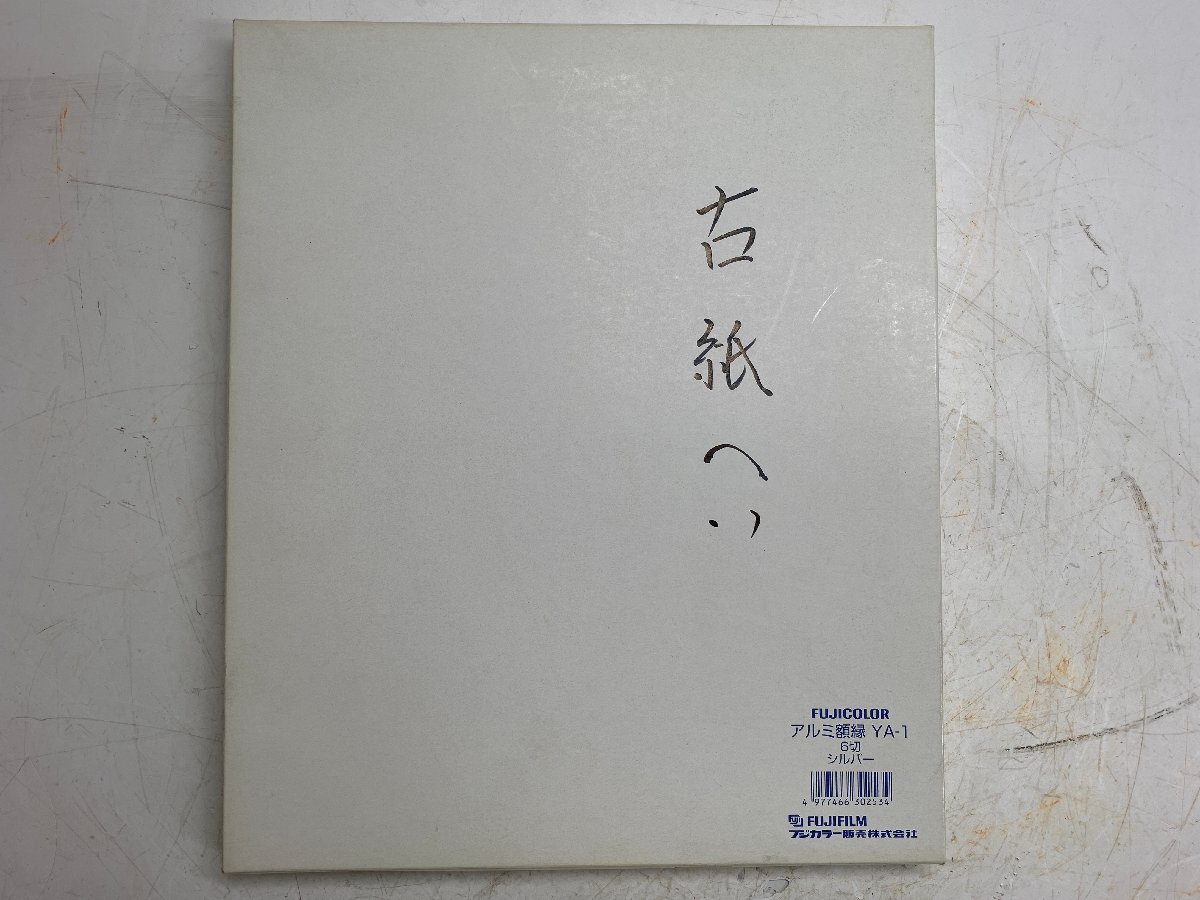 古紙へい
FUJICOLOR
アルミ額縁 YA-1
6切
シルバー
4 977466 302534
FUJIFILM
フジカラー販売株式会社